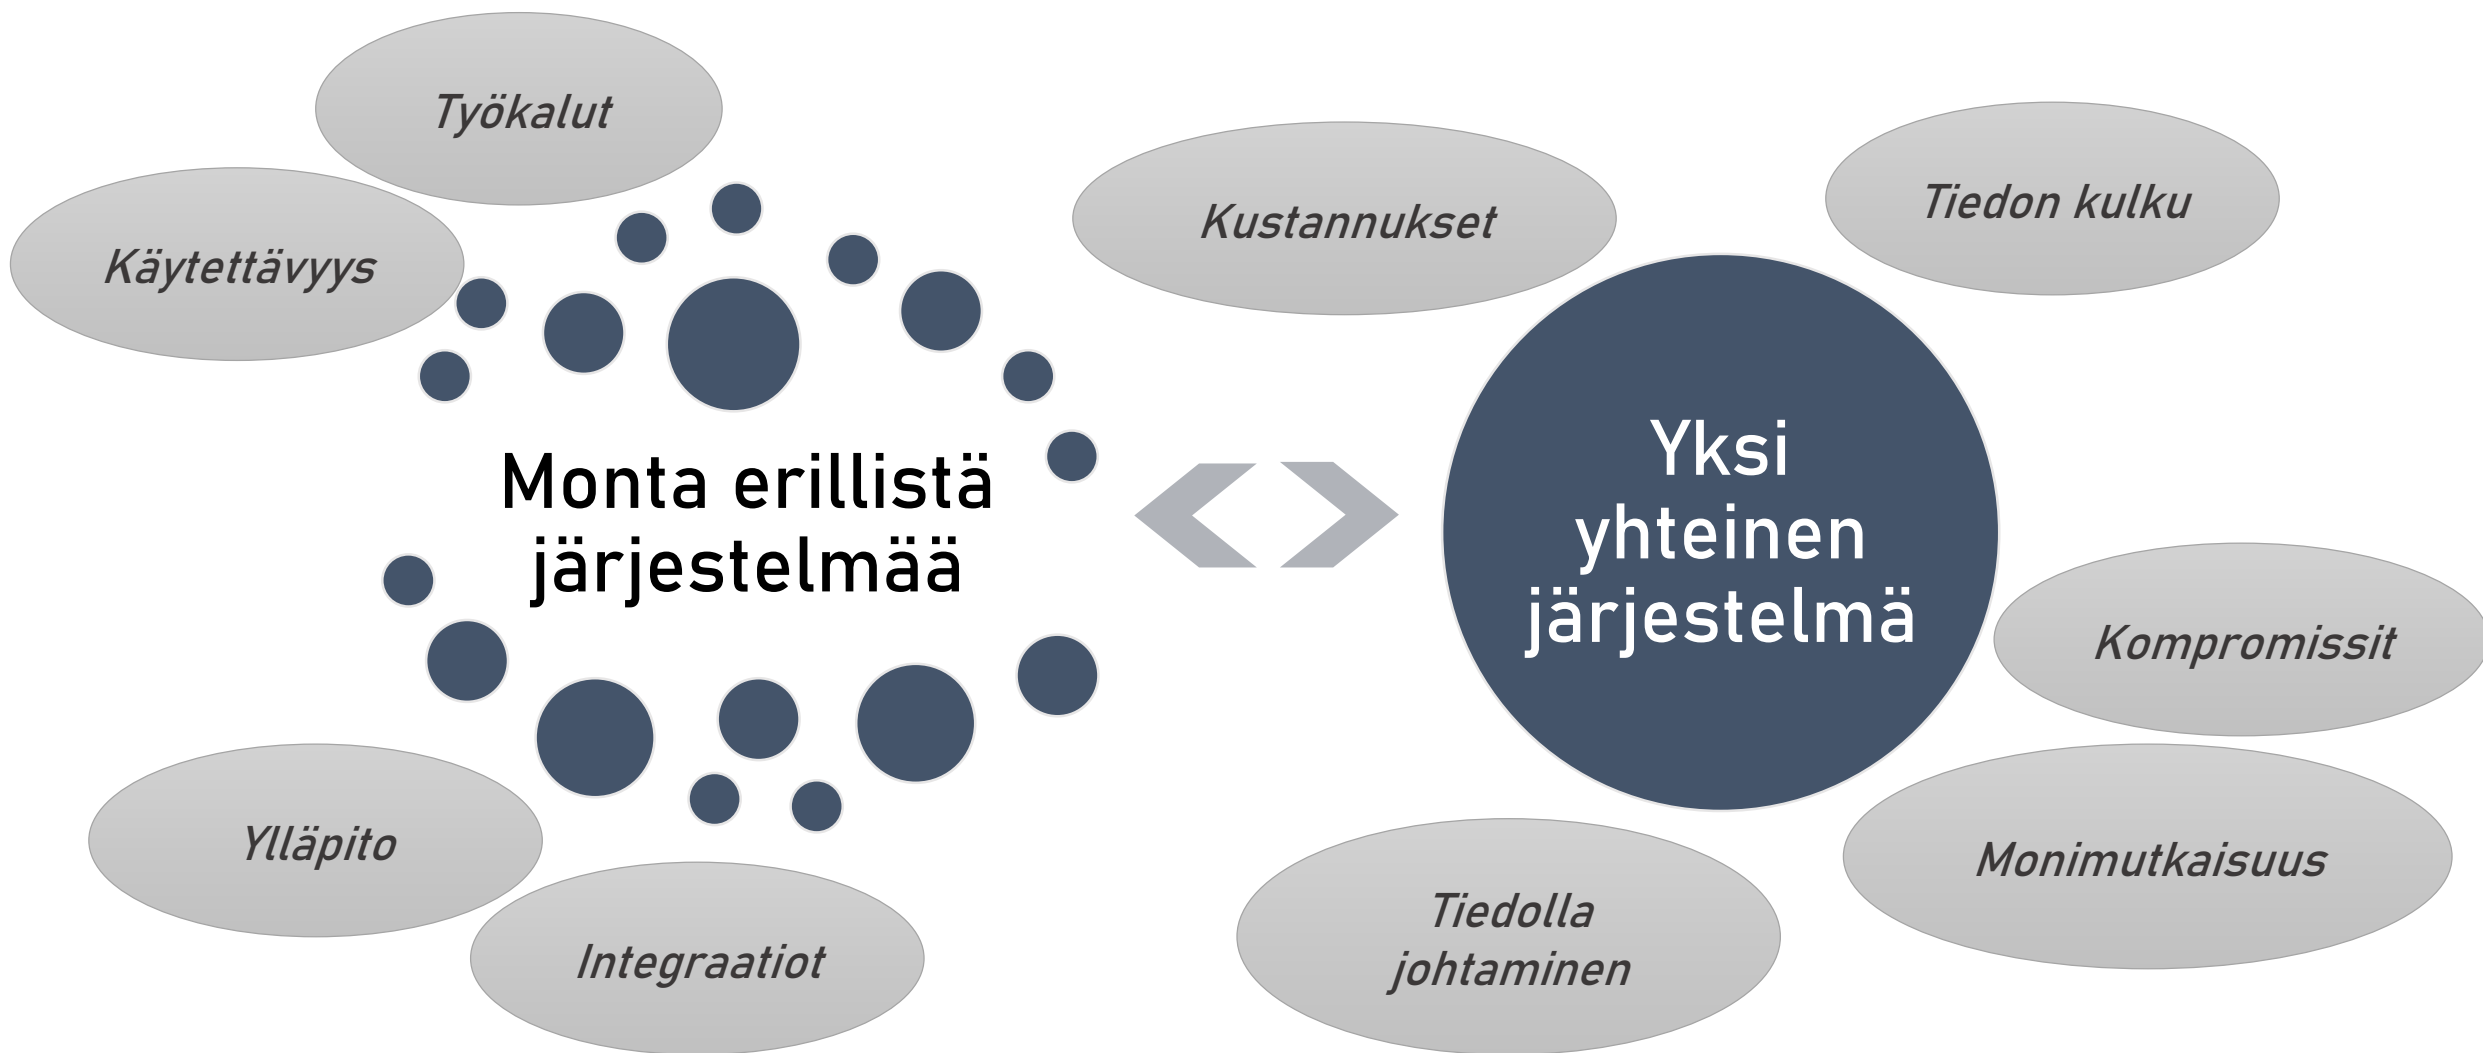 Työkalut
Käytettävyys
Kustannukset
Tiedon kulku
Monta erillistä
järjestelmää
Yksi
yhteinen
järjestelmä
Kompromissit
Ylläpito
Monimutkaisuus
Integraatiot
Tiedolla
johtaminen